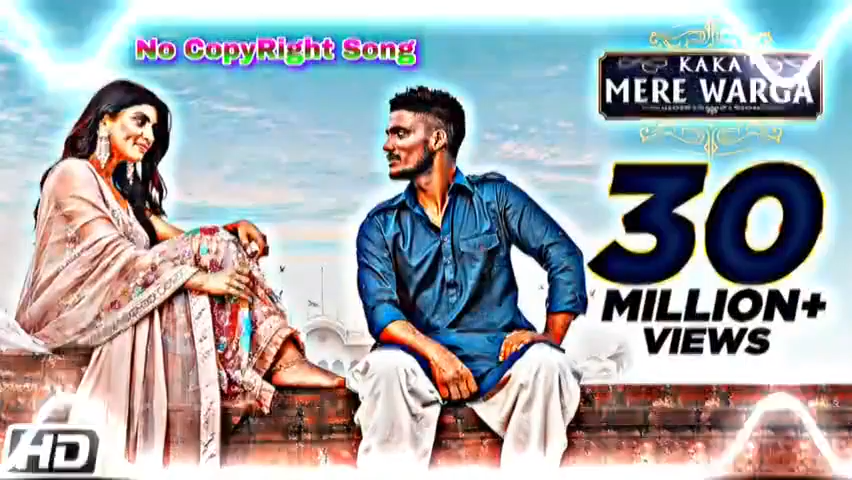 No CopyRight Song
KAKA
MERE WARGA
30
MILLION+
VIEWS
HD